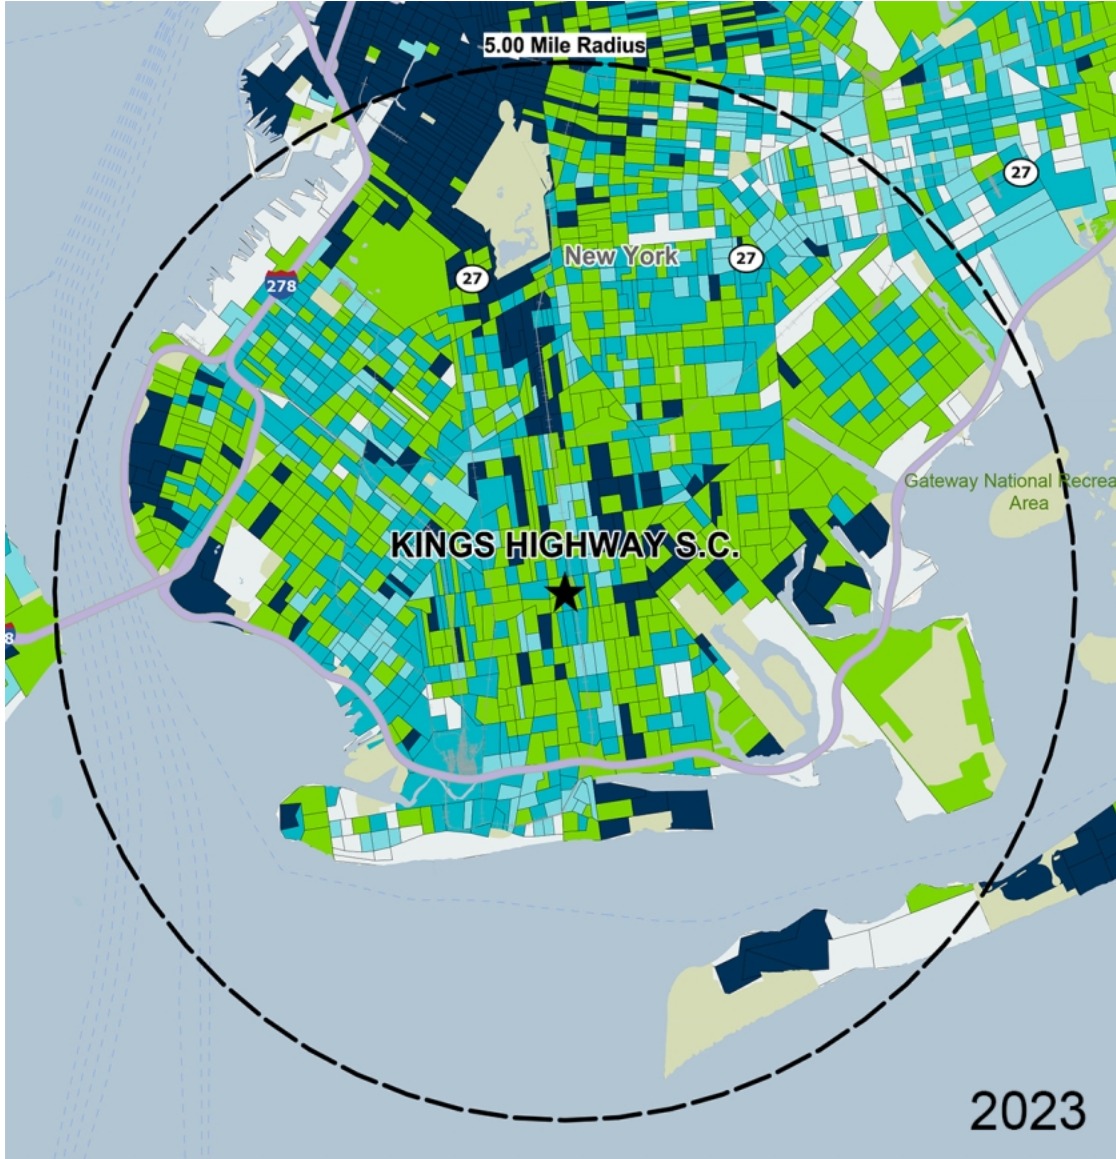 5.00 Mile Radius
27
New York
27
27
278
Gateway National Recrea
Area
KINGS HIGHWAY S.C.
8
2023